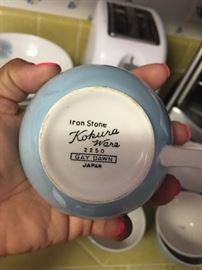 Iron Stone
Kokura
Ware
2250
GAY DAWN
JAPAN